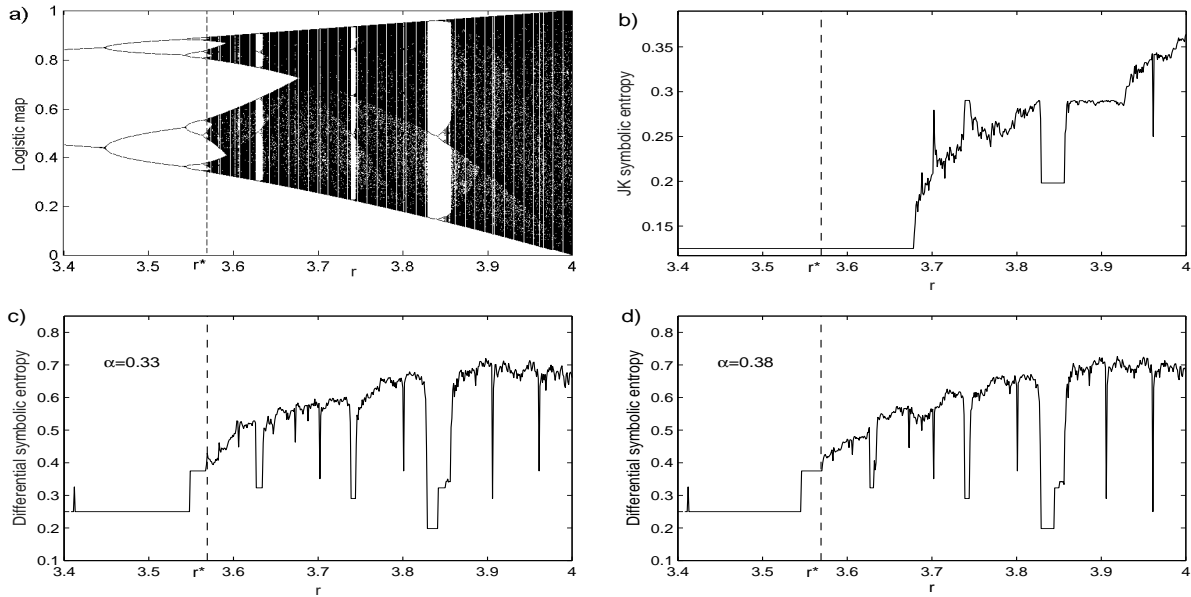 a)
1
0.8
0.6
0.4
0.2
0
Logistic map
3.4 3.5 r* 3.6 3.7 3.8 3.9 4
r
b)
0.35
0.3
0.25
0.2
0.15
JK symbolic entropy
3.4 3.5 r* 3.6 3.7 3.8 3.9 4
r
c)
0.8
0.7
0.6
0.5
0.4
0.3
0.2
0.1
Differential symbolic entropy
α=0.33
3.4 3.5 r* 3.6 3.7 3.8 3.9 4
r
d)
0.8
0.7
0.6
0.5
0.4
0.3
0.2
0.1
Differential symbolic entropy
α=0.38
3.4 3.5 r* 3.6 3.7 3.8 3.9 4
r